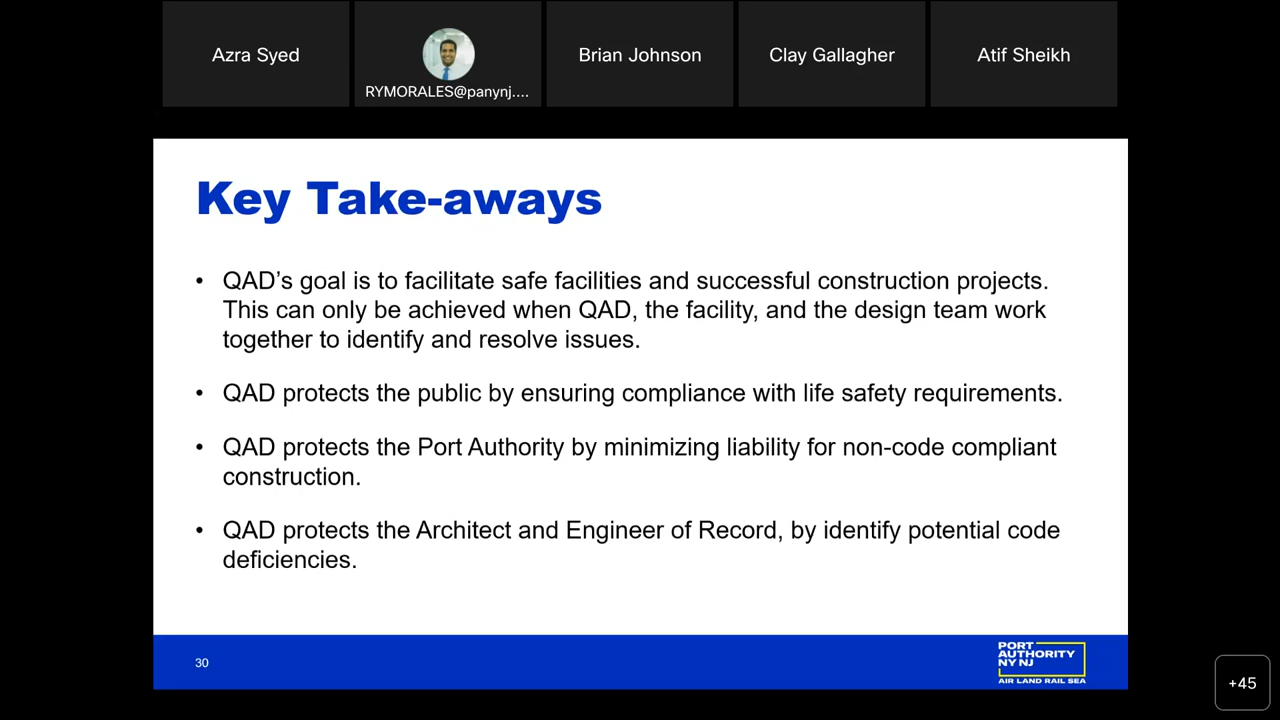 Azra Syed
RYMORALES@panynj....
Brian Johnson
Clay Gallagher
Atif Sheikh
Key Take-aways
• QAD’s goal is to facilitate safe facilities and successful construction projects.
This can only be achieved when QAD, the facility, and the design team work
together to identify and resolve issues.
• QAD protects the public by ensuring compliance with life safety requirements.
• QAD protects the Port Authority by minimizing liability for non-code compliant
construction.
• QAD protects the Architect and Engineer of Record, by identify potential code
deficiencies.
30
PORT
AUTHORITY
NY NJ
AIR LAND RAIL SEA
+45